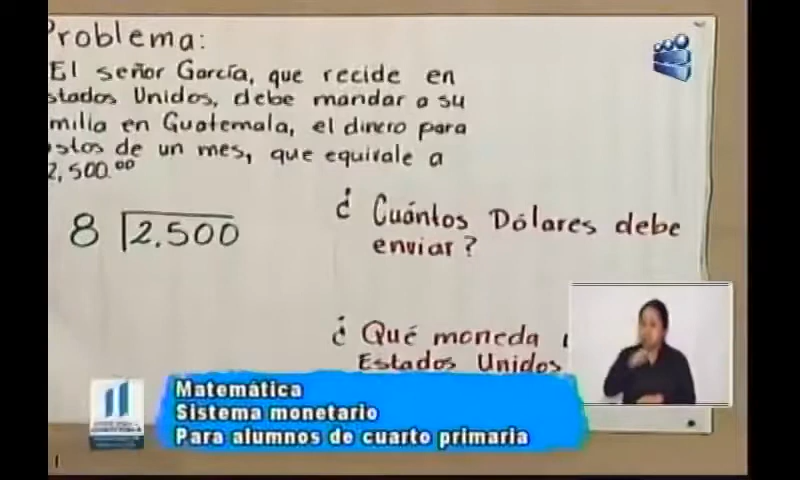 Problema:
El señor García, que recide en
stados Unidos, debe mandar a su
milia en Guatemala, el dinero para
stos de un mes, que equivale a
2,500.00
8 2,500
¿ Cuántos Dólares debe
enviar?
¿ Qué moneda
Estados Unidos
Matemática
Sistema monetario
Para alumnos de cuarto primaria